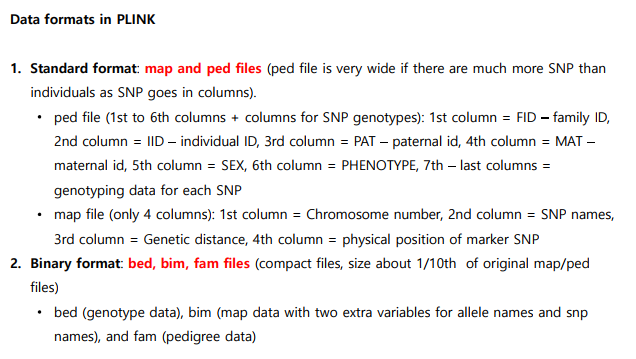 Data formats in PLINK
1. Standard format: map and ped files (ped file is very wide if there are much more SNP than
individuals as SNP goes in columns).
• ped file (1st to 6th columns + columns for SNP genotypes): 1st column = FID – family ID,
2nd column = IID – individual ID, 3rd column = PAT – paternal id, 4th column = MAT –
maternal id, 5th column = SEX, 6th column = PHENOTYPE, 7th – last columns =
genotyping data for each SNP
• map file (only 4 columns): 1st column = Chromosome number, 2nd column = SNP names,
3rd column = Genetic distance, 4th column = physical position of marker SNP
2. Binary format: bed, bim, fam files (compact files, size about 1/10th of original map/ped
files)
• bed (genotype data), bim (map data with two extra variables for allele names and snp
names), and fam (pedigree data)